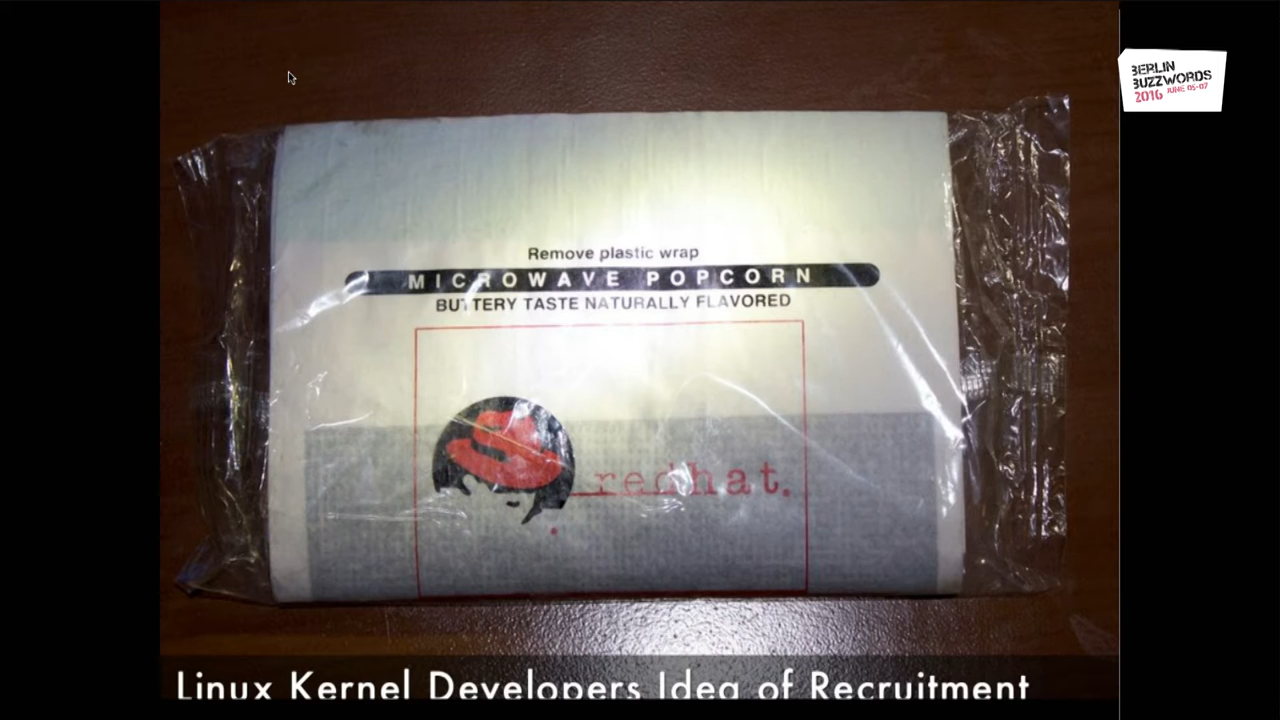 BERLIN
BUZZWORDS
2016 JUNE 05-07
Remove plastic wrap
MICROWAVE POPCORN
BUTTERY TASTE NATURALLY FLAVORED
redhat.
Linux Kernel Developers Idea of Recruitment